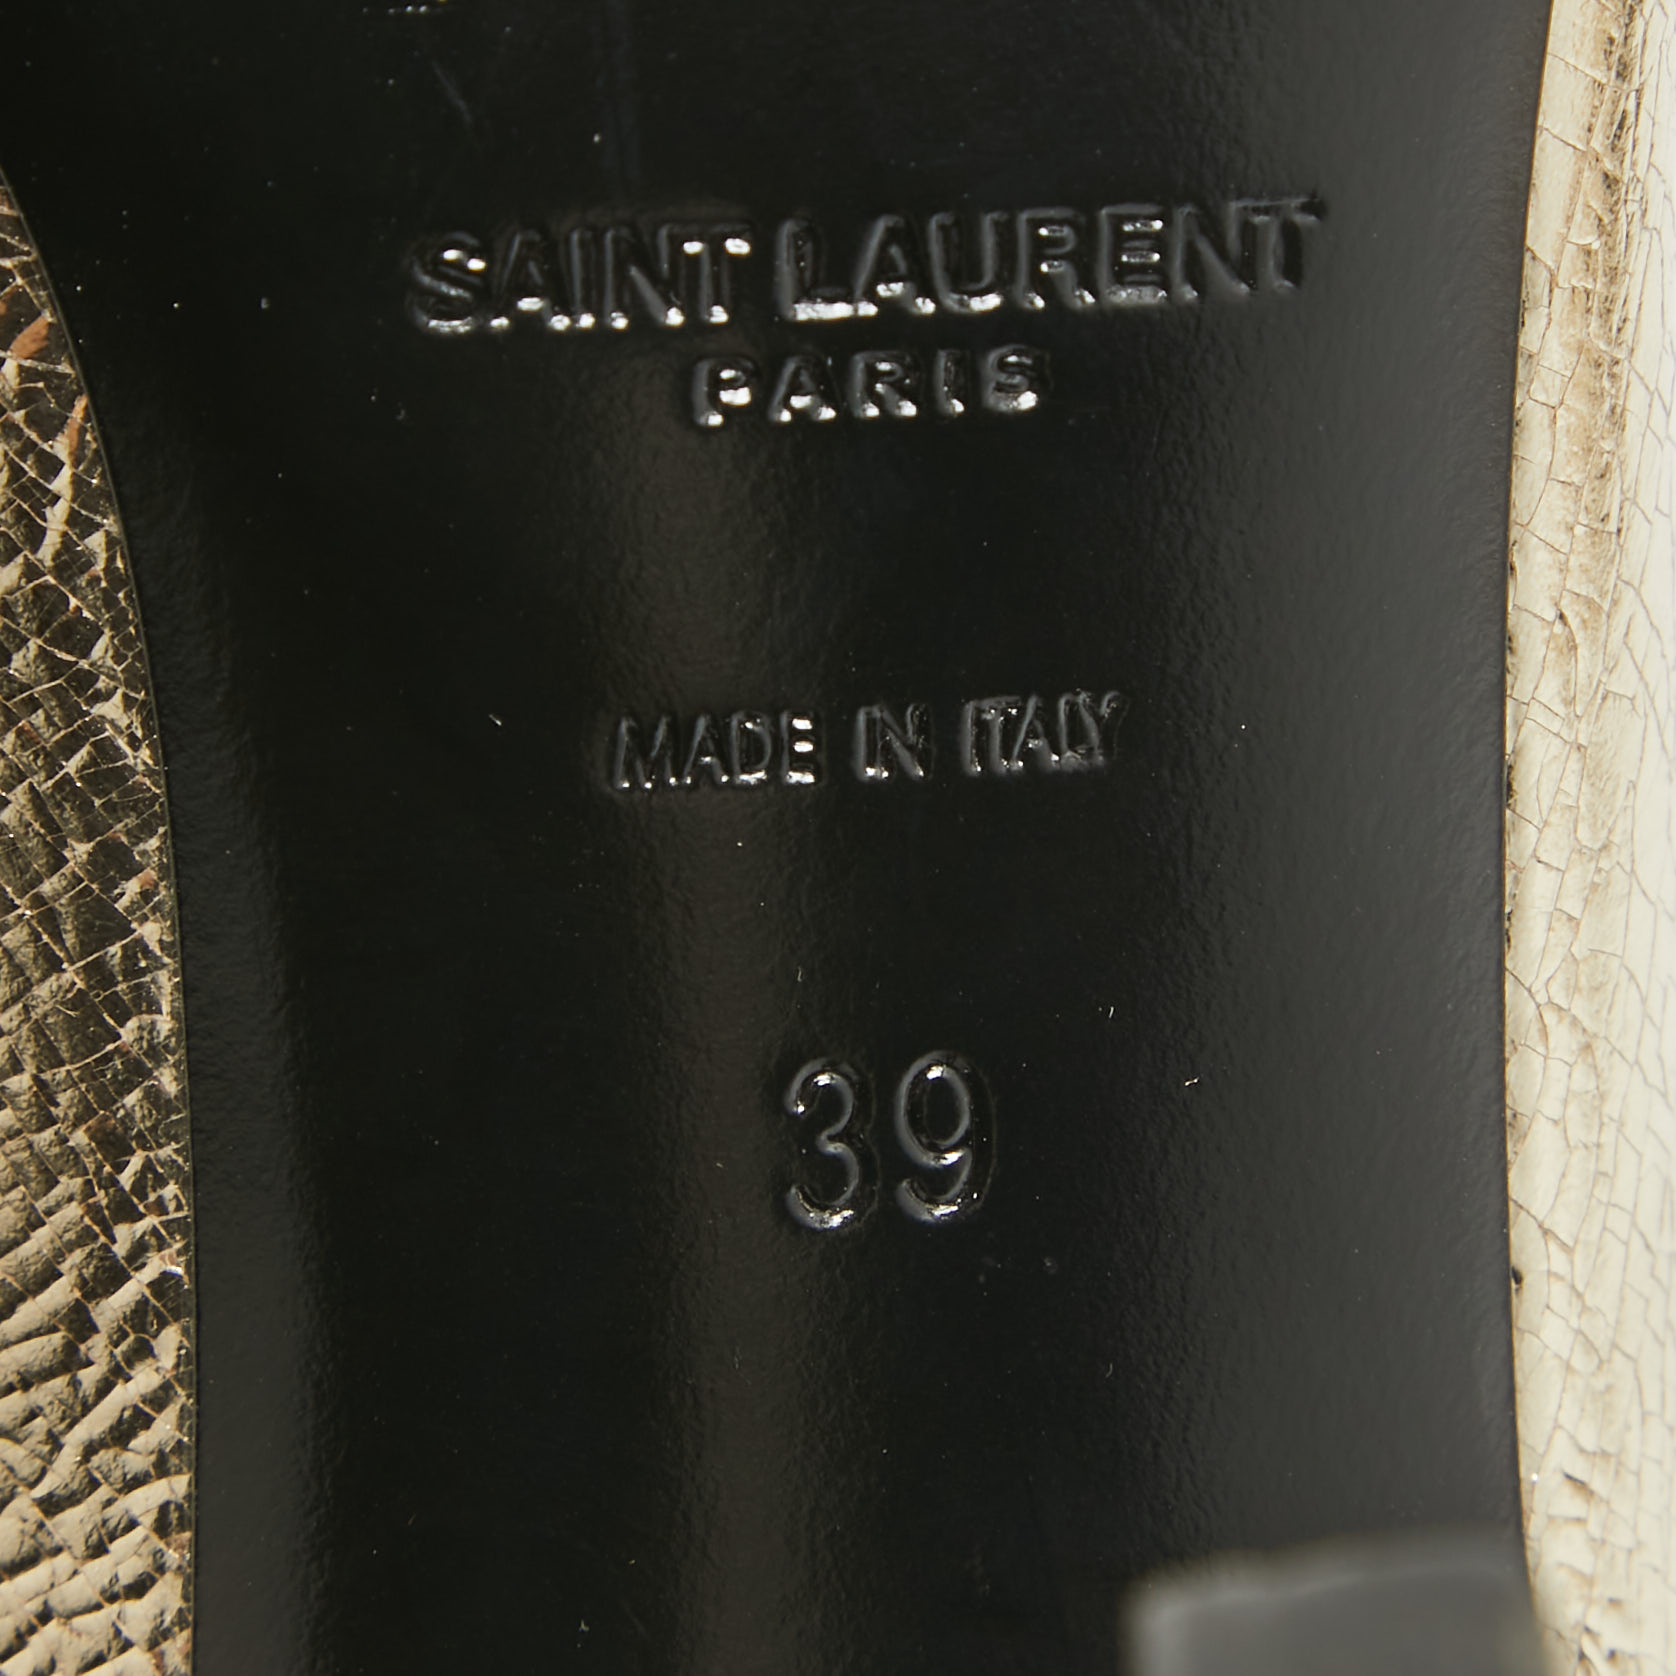 SAINT LAURENT
PARIS
MADE IN ITALY
39